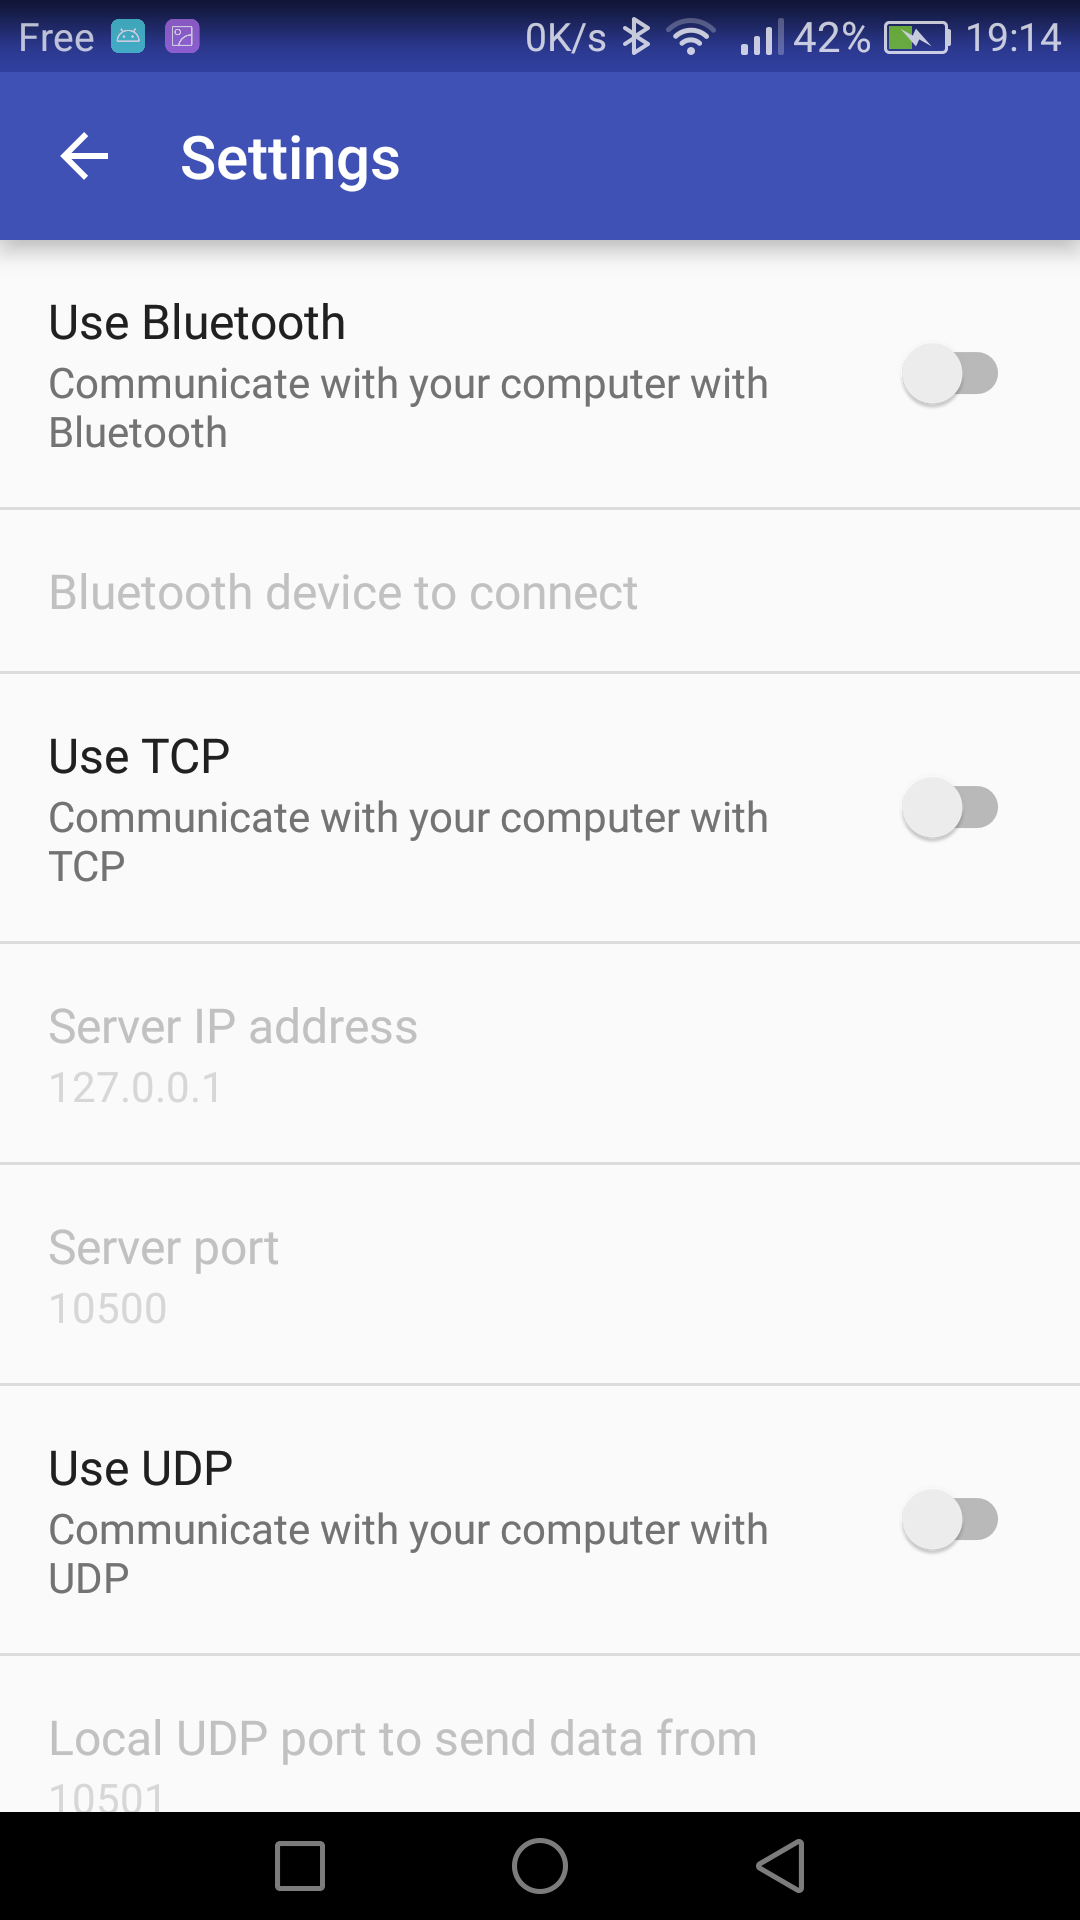 Free 0K/s 42% 19:14
Settings
Use Bluetooth
Communicate with your computer with
Bluetooth
Bluetooth device to connect
Use TCP
Communicate with your computer with
TCP
Server IP address
127.0.0.1
Server port
10500
Use UDP
Communicate with your computer with
UDP
Local UDP port to send data from
10501